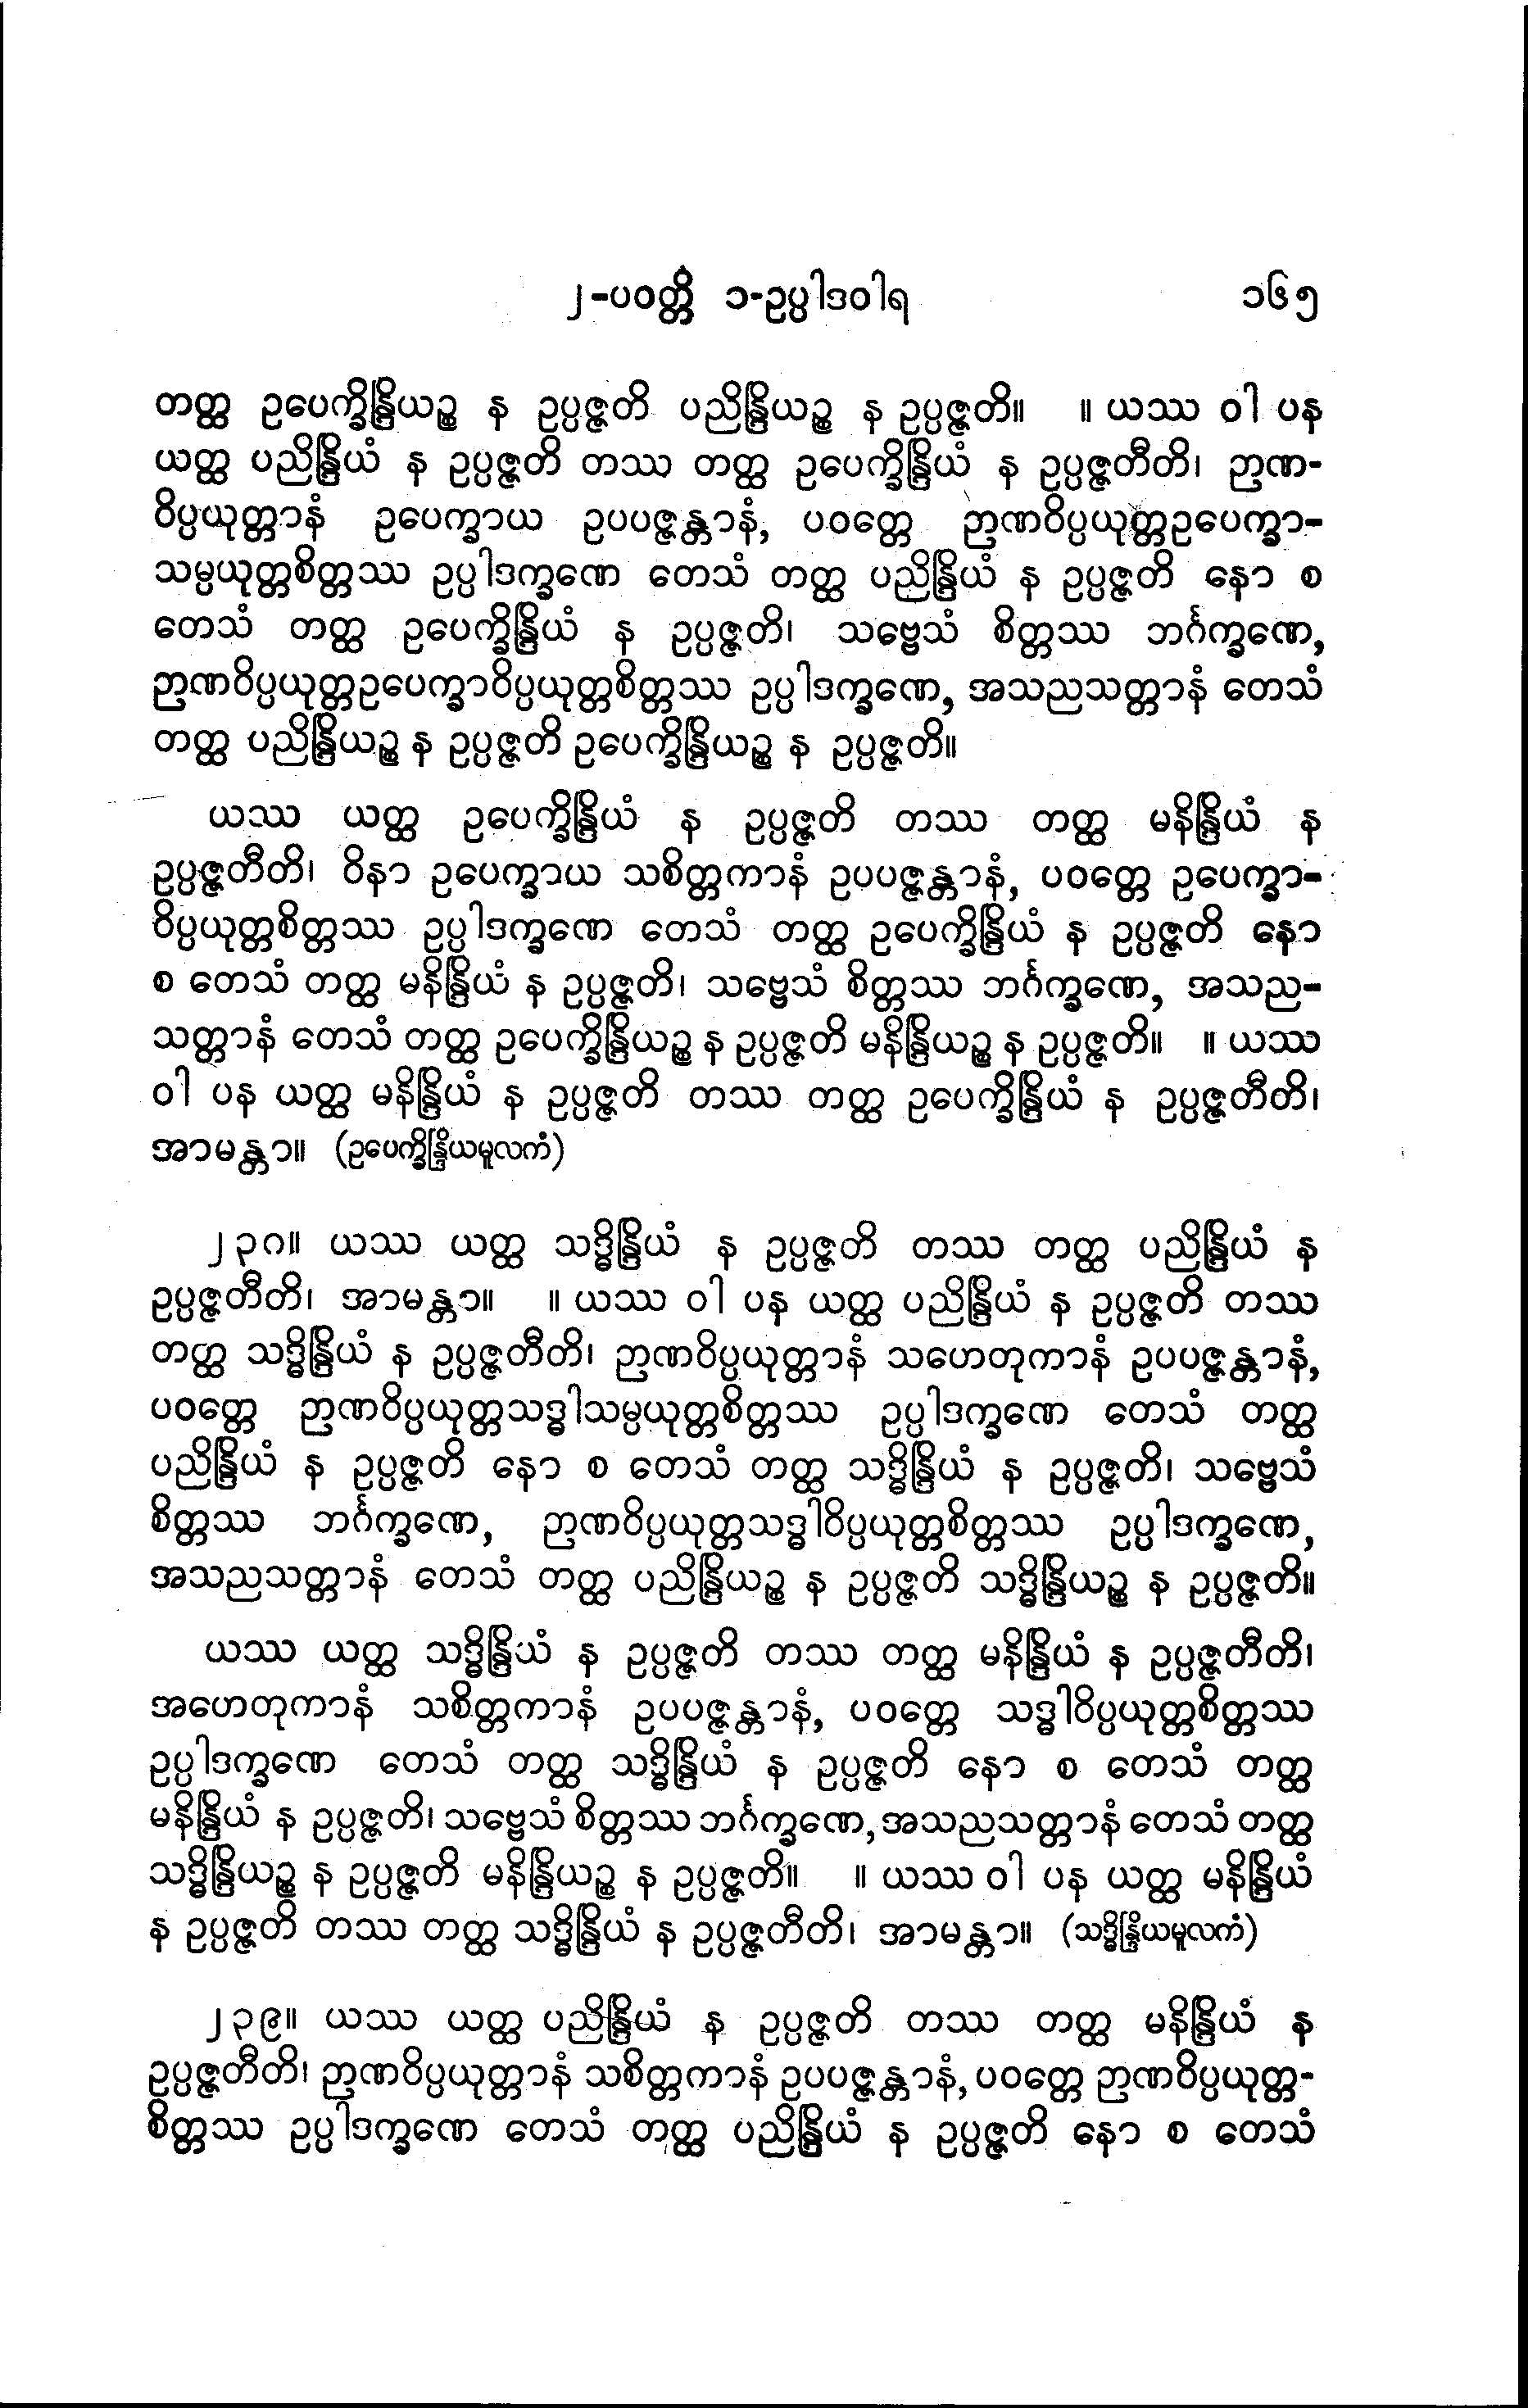 ၂-ပဝတ္တိ ၁-ဥပ္ပါဒဝါရ ၁၆၅
တတ္ထ ဥပေက္ခိန္ဒြိယဉ္စ န ဥပ္ပဇ္ဇတိ ပညိန္ဒြိယဉ္စ န ဥပ္ပဇ္ဇတိ။ ။ ယဿ ဝါ ပန
ယတ္ထ ပညိန္ဒြိယံ န ဥပ္ပဇ္ဇတိ တဿ တတ္ထ ဥပေက္ခိန္ဒြိယံ န ဥပ္ပဇ္ဇတီတိ၊ ဉာဏ-
ဝိပ္ပယုတ္တာနံ ဥပေက္ခာယ ဥပပဇ္ဇန္တာနံ, ပဝတ္တေ ဉာဏဝိပ္ပယုတ္တဥပေက္ခာ-
သမ္ပယုတ္တစိတ္တဿ ဥပ္ပါဒက္ခဏေ တေသံ တတ္ထ ပညိန္ဒြိယံ န ဥပ္ပဇ္ဇတိ နော စ
တေသံ တတ္ထ ဥပေက္ခိန္ဒြိယံ န ဥပ္ပဇ္ဇတိ၊ သဗ္ဗေသံ စိတ္တဿ ဘင်္ဂက္ခဏေ,
ဉာဏဝိပ္ပယုတ္တဥပေက္ခာဝိပ္ပယုတ္တစိတ္တဿ ဥပ္ပါဒက္ခဏေ, အသညသတ္တာနံ တေသံ
တတ္ထ ပညိန္ဒြိယဉ္စ န ဥပ္ပဇ္ဇတိ ဥပေက္ခိန္ဒြိယဉ္စ န ဥပ္ပဇ္ဇတိ။
ယဿ ယတ္ထ ဥပေက္ခိန္ဒြိယံ န ဥပ္ပဇ္ဇတိ တဿ တတ္ထ မနိန္ဒြိယံ န
ဥပ္ပဇ္ဇတီတိ၊ ဝိနာ ဥပေက္ခာယ သစိတ္တကာနံ ဥပပဇ္ဇန္တာနံ, ပဝတ္တေ ဥပေက္ခာ-
ဝိပ္ပယုတ္တစိတ္တဿ ဥပ္ပါဒက္ခဏေ တေသံ တတ္ထ ဥပေက္ခိန္ဒြိယံ န ဥပ္ပဇ္ဇတိ နော
စ တေသံ တတ္ထ မနိန္ဒြိယံ န ဥပ္ပဇ္ဇတိ၊ သဗ္ဗေသံ စိတ္တဿ ဘင်္ဂက္ခဏေ, အသည-
သတ္တာနံ တေသံ တတ္ထ ဥပေက္ခိန္ဒြိယဉ္စ န ဥပ္ပဇ္ဇတိ မနိန္ဒြိယဉ္စ န ဥပ္ပဇ္ဇတိ။ ။ ယဿ
ဝါ ပန ယတ္ထ မနိန္ဒြိယံ န ဥပ္ပဇ္ဇတိ တဿ တတ္ထ ဥပေက္ခိန္ဒြိယံ န ဥပ္ပဇ္ဇတီတိ၊
အာမန္တာ။ (ဥပေက္ခိန္ဒြိယမူလကံ)
၂၃၈။ ယဿ ယတ္ထ သဒ္ဓိန္ဒြိယံ န ဥပ္ပဇ္ဇတိ တဿ တတ္ထ ပညိန္ဒြိယံ န
ဥပ္ပဇ္ဇတီတိ၊ အာမန္တာ။ ။ ယဿ ဝါ ပန ယတ္ထ ပညိန္ဒြိယံ န ဥပ္ပဇ္ဇတိ တဿ
တတ္ထ သဒ္ဓိန္ဒြိယံ န ဥပ္ပဇ္ဇတီတိ၊ ဉာဏဝိပ္ပယုတ္တာနံ သဟေတုကာနံ ဥပပဇ္ဇန္တာနံ,
ပဝတ္တေ ဉာဏဝိပ္ပယုတ္တသဒ္ဓါသမ္ပယုတ္တစိတ္တဿ ဥပ္ပါဒက္ခဏေ တေသံ တတ္ထ
ပညိန္ဒြိယံ န ဥပ္ပဇ္ဇတိ နော စ တေသံ တတ္ထ သဒ္ဓိန္ဒြိယံ န ဥပ္ပဇ္ဇတိ၊ သဗ္ဗေသံ
စိတ္တဿ ဘင်္ဂက္ခဏေ, ဉာဏဝိပ္ပယုတ္တသဒ္ဓါဝိပ္ပယုတ္တစိတ္တဿ ဥပ္ပါဒက္ခဏေ,
အသညသတ္တာနံ တေသံ တတ္ထ ပညိန္ဒြိယဉ္စ န ဥပ္ပဇ္ဇတိ သဒ္ဓိန္ဒြိယဉ္စ န ဥပ္ပဇ္ဇတိ။
ယဿ ယတ္ထ သဒ္ဓိန္ဒြိယံ န ဥပ္ပဇ္ဇတိ တဿ တတ္ထ မနိန္ဒြိယံ န ဥပ္ပဇ္ဇတီတိ၊
အဟေတုကာနံ သစိတ္တကာနံ ဥပပဇ္ဇန္တာနံ, ပဝတ္တေ သဒ္ဓါဝိပ္ပယုတ္တစိတ္တဿ
ဥပ္ပါဒက္ခဏေ တေသံ တတ္ထ သဒ္ဓိန္ဒြိယံ န ဥပ္ပဇ္ဇတိ နော စ တေသံ တတ္ထ
မနိန္ဒြိယံ န ဥပ္ပဇ္ဇတိ၊ သဗ္ဗေသံ စိတ္တဿ ဘင်္ဂက္ခဏေ, အသညသတ္တာနံ တေသံ တတ္ထ
သဒ္ဓိန္ဒြိယဉ္စ န ဥပ္ပဇ္ဇတိ မနိန္ဒြိယဉ္စ န ဥပ္ပဇ္ဇတိ။ ။ ယဿ ဝါ ပန ယတ္ထ မနိန္ဒြိယံ
န ဥပ္ပဇ္ဇတိ တဿ တတ္ထ သဒ္ဓိန္ဒြိယံ န ဥပ္ပဇ္ဇတီတိ၊ အာမန္တာ။ (သဒ္ဓိန္ဒြိယမူလကံ)
၂၃၉။ ယဿ ယတ္ထ ပညိန္ဒြိယံ န ဥပ္ပဇ္ဇတိ တဿ တတ္ထ မနိန္ဒြိယံ န
ဥပ္ပဇ္ဇတီတိ၊ ဉာဏဝိပ္ပယုတ္တာနံ သစိတ္တကာနံ ဥပပဇ္ဇန္တာနံ, ပဝတ္တေ ဉာဏဝိပ္ပယုတ္တ-
စိတ္တဿ ဥပ္ပါဒက္ခဏေ တေသံ တတ္ထ ပညိန္ဒြိယံ န ဥပ္ပဇ္ဇတိ နော စ တေသံ